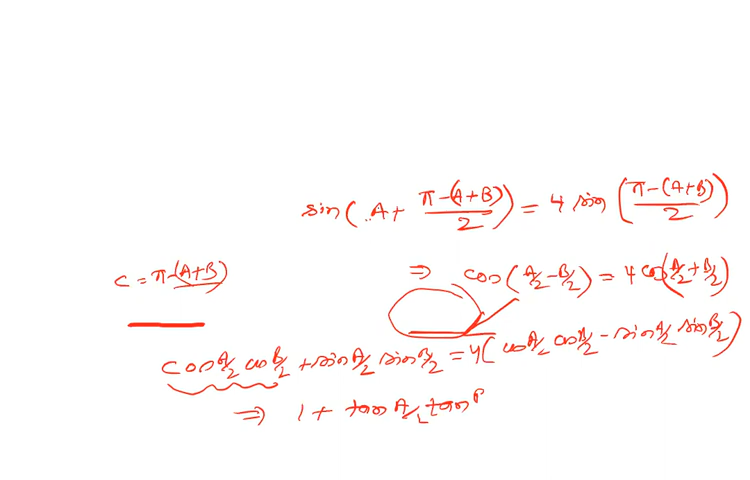 sin(A + (π-(A+B))/2) = 4 sin((π-(A+B))/2)
C = π-(A+B)
⇒ cos(A/2 - B/2) = 4 cos(A/2 + B/2)
cos A/2 cos B/2 + sin A/2 sin B/2 = 4(cos A/2 cos B/2 - sin A/2 sin B/2)
⇒ 1 + tan A/2 tan